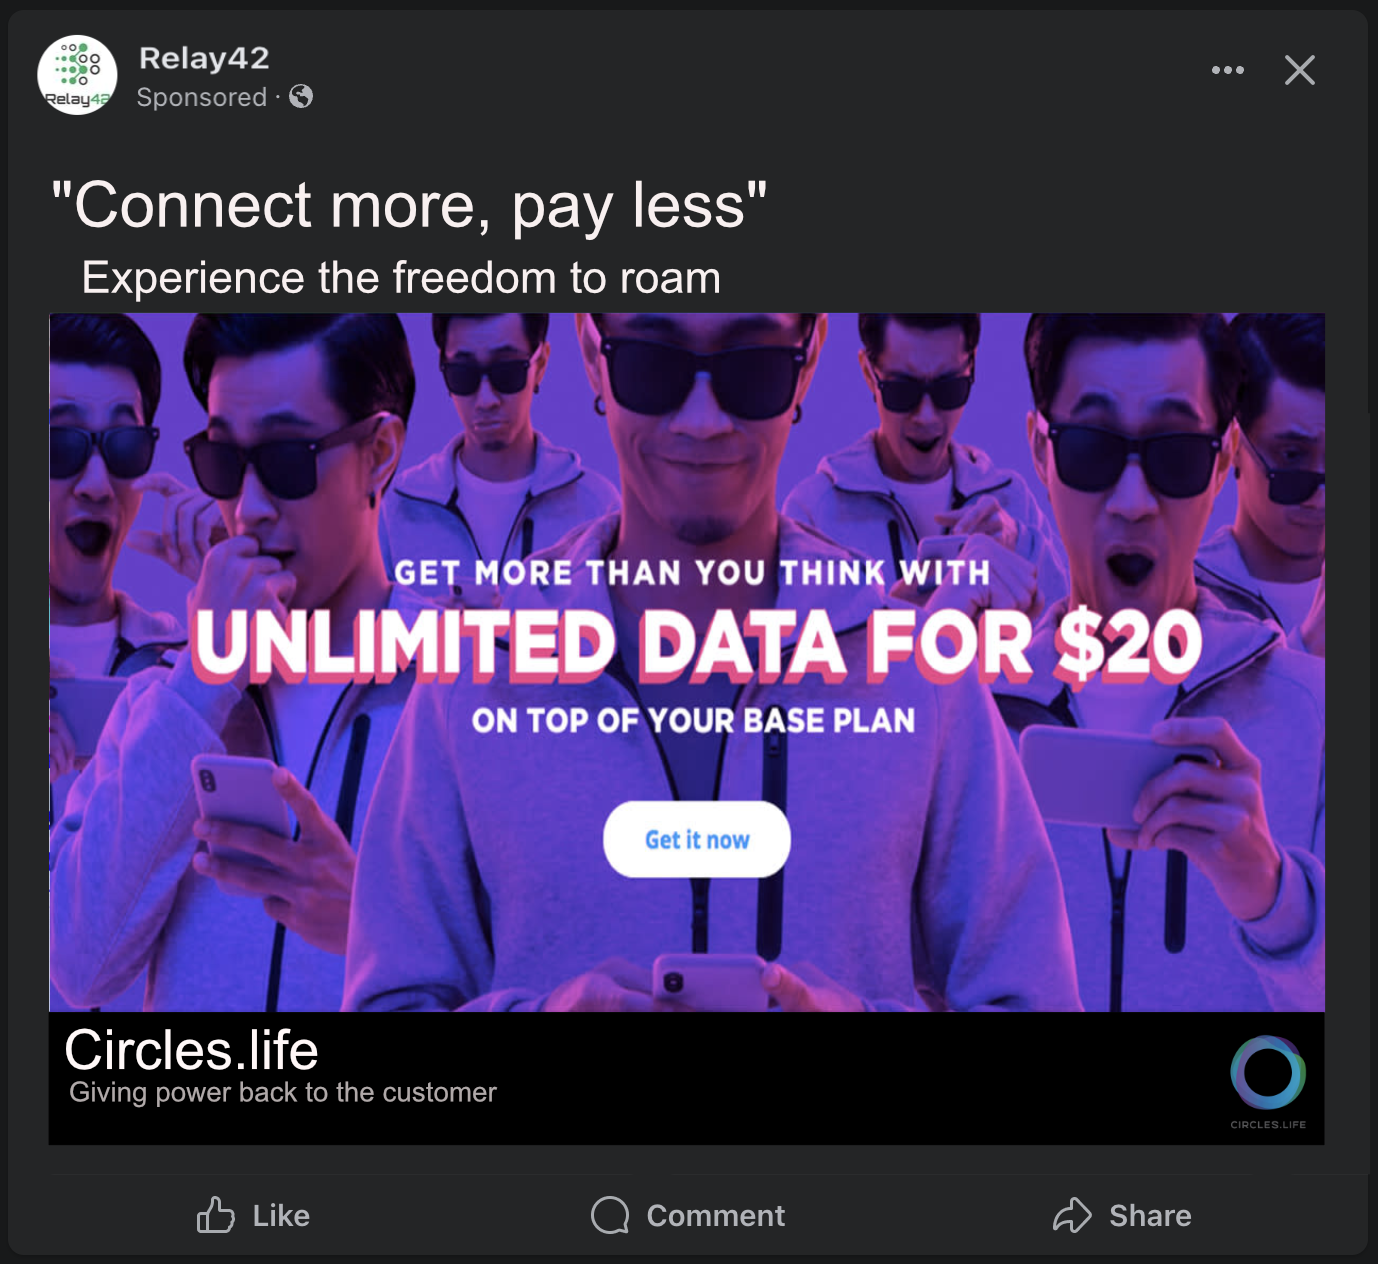 Relay42
Relay42
Sponsored ·
"Connect more, pay less"
Experience the freedom to roam
GET MORE THAN YOU THINK WITH
UNLIMITED DATA FOR $20
ON TOP OF YOUR BASE PLAN
Get it now
Circles.life
Giving power back to the customer
CIRCLES.LIFE
Like
Comment
Share